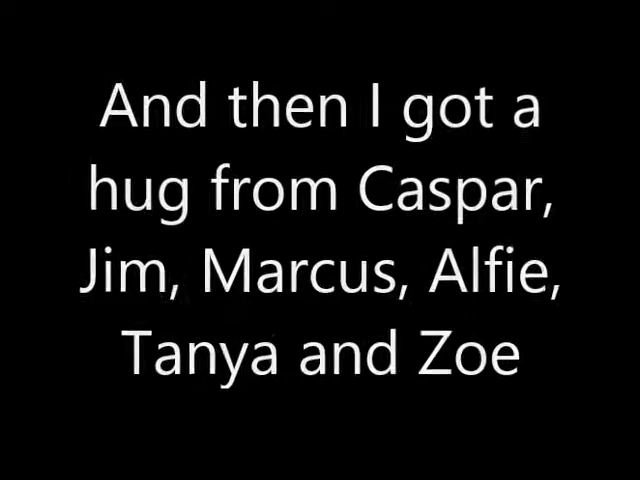 And then I got a
hug from Caspar,
Jim, Marcus, Alfie,
Tanya and Zoe